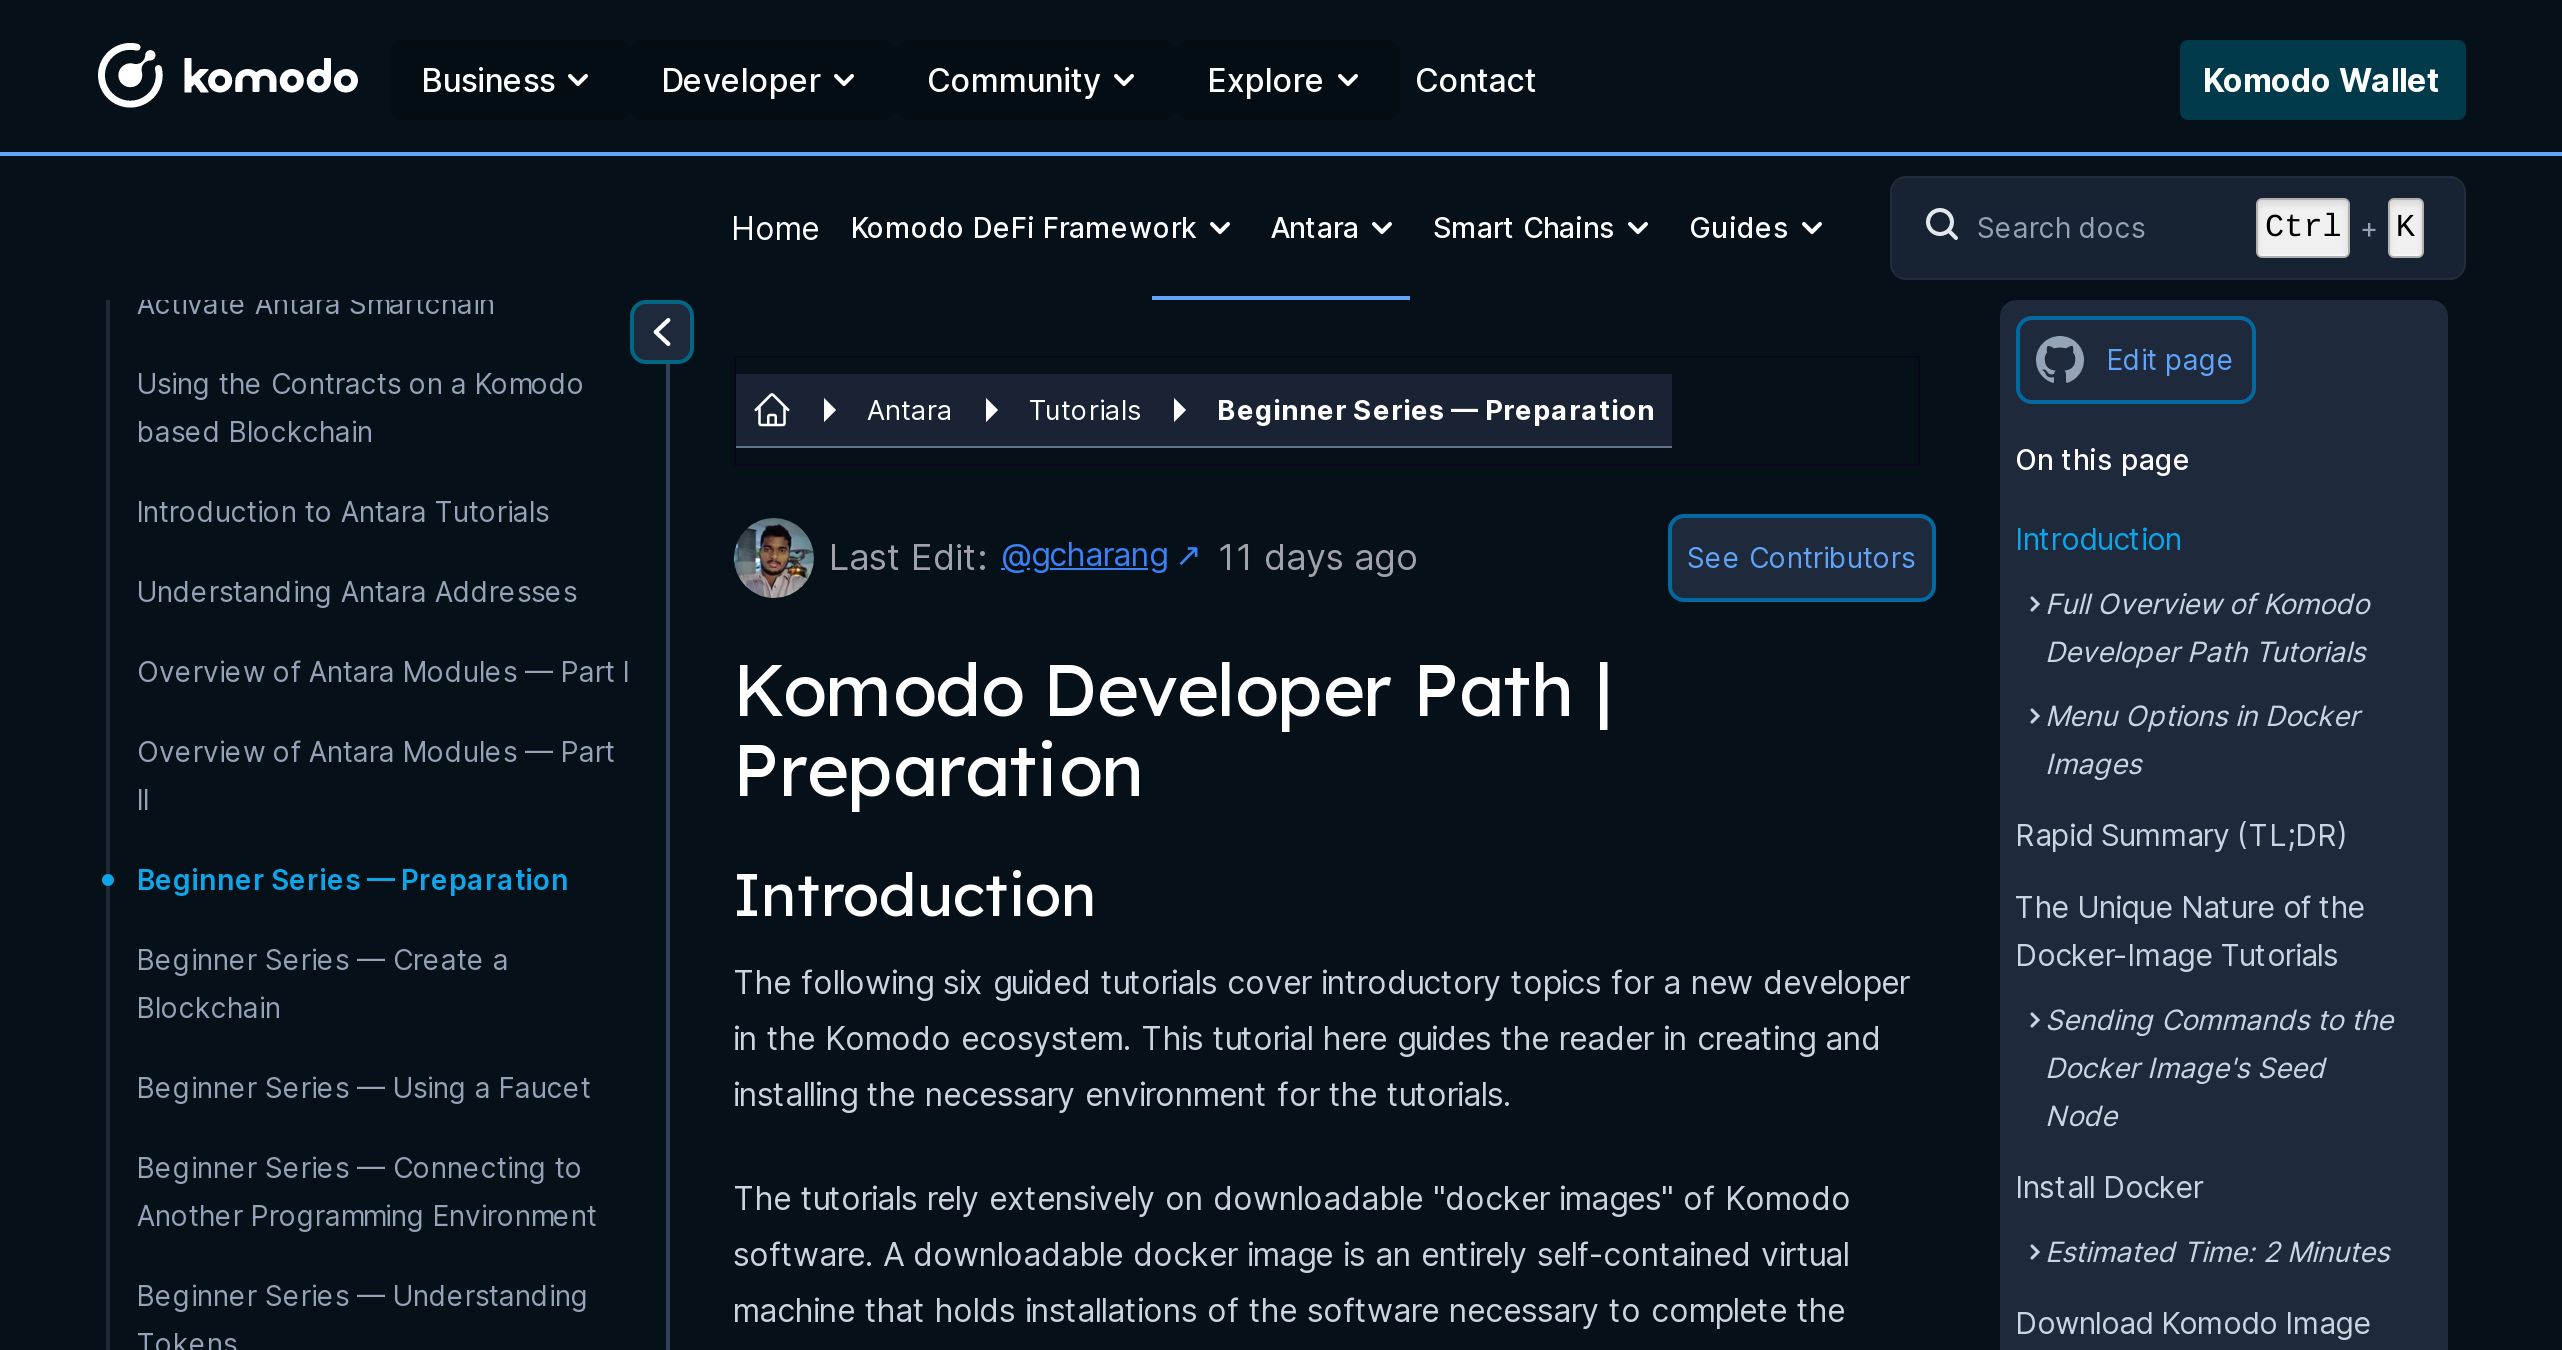 komodo
Business
Developer
Community
Explore
Contact
Komodo Wallet
Home
Komodo DeFi Framework
Antara
Smart Chains
Guides
Search docs
Ctrl + K
Activate Antara Smartchain
Using the Contracts on a Komodo
based Blockchain
Introduction to Antara Tutorials
Understanding Antara Addresses
Overview of Antara Modules — Part I
Overview of Antara Modules — Part
II
Beginner Series — Preparation
Beginner Series — Create a
Blockchain
Beginner Series — Using a Faucet
Beginner Series — Connecting to
Another Programming Environment
Beginner Series — Understanding
Tokens
Antara
Tutorials
Beginner Series — Preparation
Last Edit: @gcharang ↗ 11 days ago
See Contributors
Komodo Developer Path |
Preparation
Introduction
The following six guided tutorials cover introductory topics for a new developer
in the Komodo ecosystem. This tutorial here guides the reader in creating and
installing the necessary environment for the tutorials.
The tutorials rely extensively on downloadable "docker images" of Komodo
software. A downloadable docker image is an entirely self-contained virtual
machine that holds installations of the software necessary to complete the
Edit page
On this page
Introduction
Full Overview of Komodo
Developer Path Tutorials
Menu Options in Docker
Images
Rapid Summary (TL;DR)
The Unique Nature of the
Docker-Image Tutorials
Sending Commands to the
Docker Image's Seed
Node
Install Docker
Estimated Time: 2 Minutes
Download Komodo Image